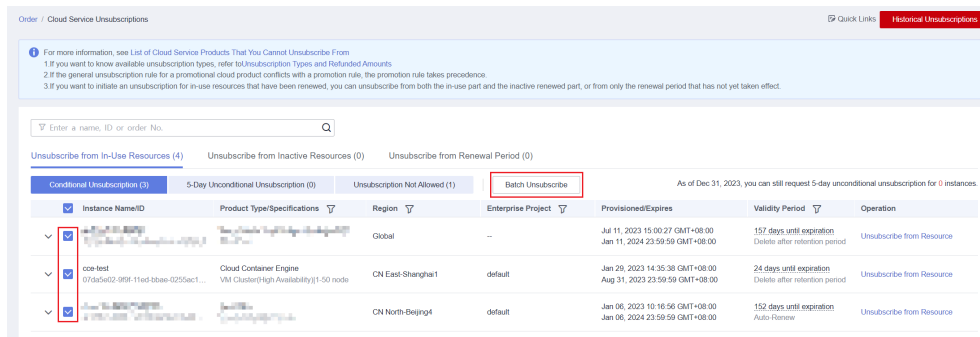 Order / Cloud Service Unsubscriptions
Quick Links
Historical Unsubscriptions
For more information, see List of Cloud Service Products That You Cannot Unsubscribe From
1.If you want to know available unsubscription types, refer toUnsubscription Types and Refunded Amounts
2.If the general unsubscription rule for a promotional cloud product conflicts with a promotion rule, the promotion rule takes precedence.
3.If you want to initiate an unsubscription for in-use resources that have been renewed, you can unsubscribe from both the in-use part and the inactive renewed part, or from only the renewal period that has not yet taken effect.
Enter a name, ID or order No.
Unsubscribe from In-Use Resources (4) Unsubscribe from Inactive Resources (0) Unsubscribe from Renewal Period (0)
Conditional Unsubscription (3) 5-Day Unconditional Unsubscription (0) Unsubscription Not Allowed (1) Batch Unsubscribe As of Dec 31, 2023, you can still request 5-day unconditional unsubscription for 0 instances.
Instance Name/ID Product Type/Specifications Region Enterprise Project Provisioned/Expires Validity Period Operation
Global -- Jul 11, 2023 15:00:27 GMT+08:00 157 days until expiration Unsubscribe from Resource
Jan 11, 2024 23:59:59 GMT+08:00 Delete after retention period
cce-test Cloud Container Engine CN East-Shanghai1 default Jan 29, 2023 14:35:38 GMT+08:00 24 days until expiration Unsubscribe from Resource
07da5e02-9f9f-11ed-bbae-0255ac1... VM Cluster(High Availability)|1-50 node Aug 31, 2023 23:59:59 GMT+08:00 Delete after retention period
CN North-Beijing4 default Jan 06, 2023 10:16:56 GMT+08:00 152 days until expiration Unsubscribe from Resource
Jan 06, 2024 23:59:59 GMT+08:00 Auto-Renew